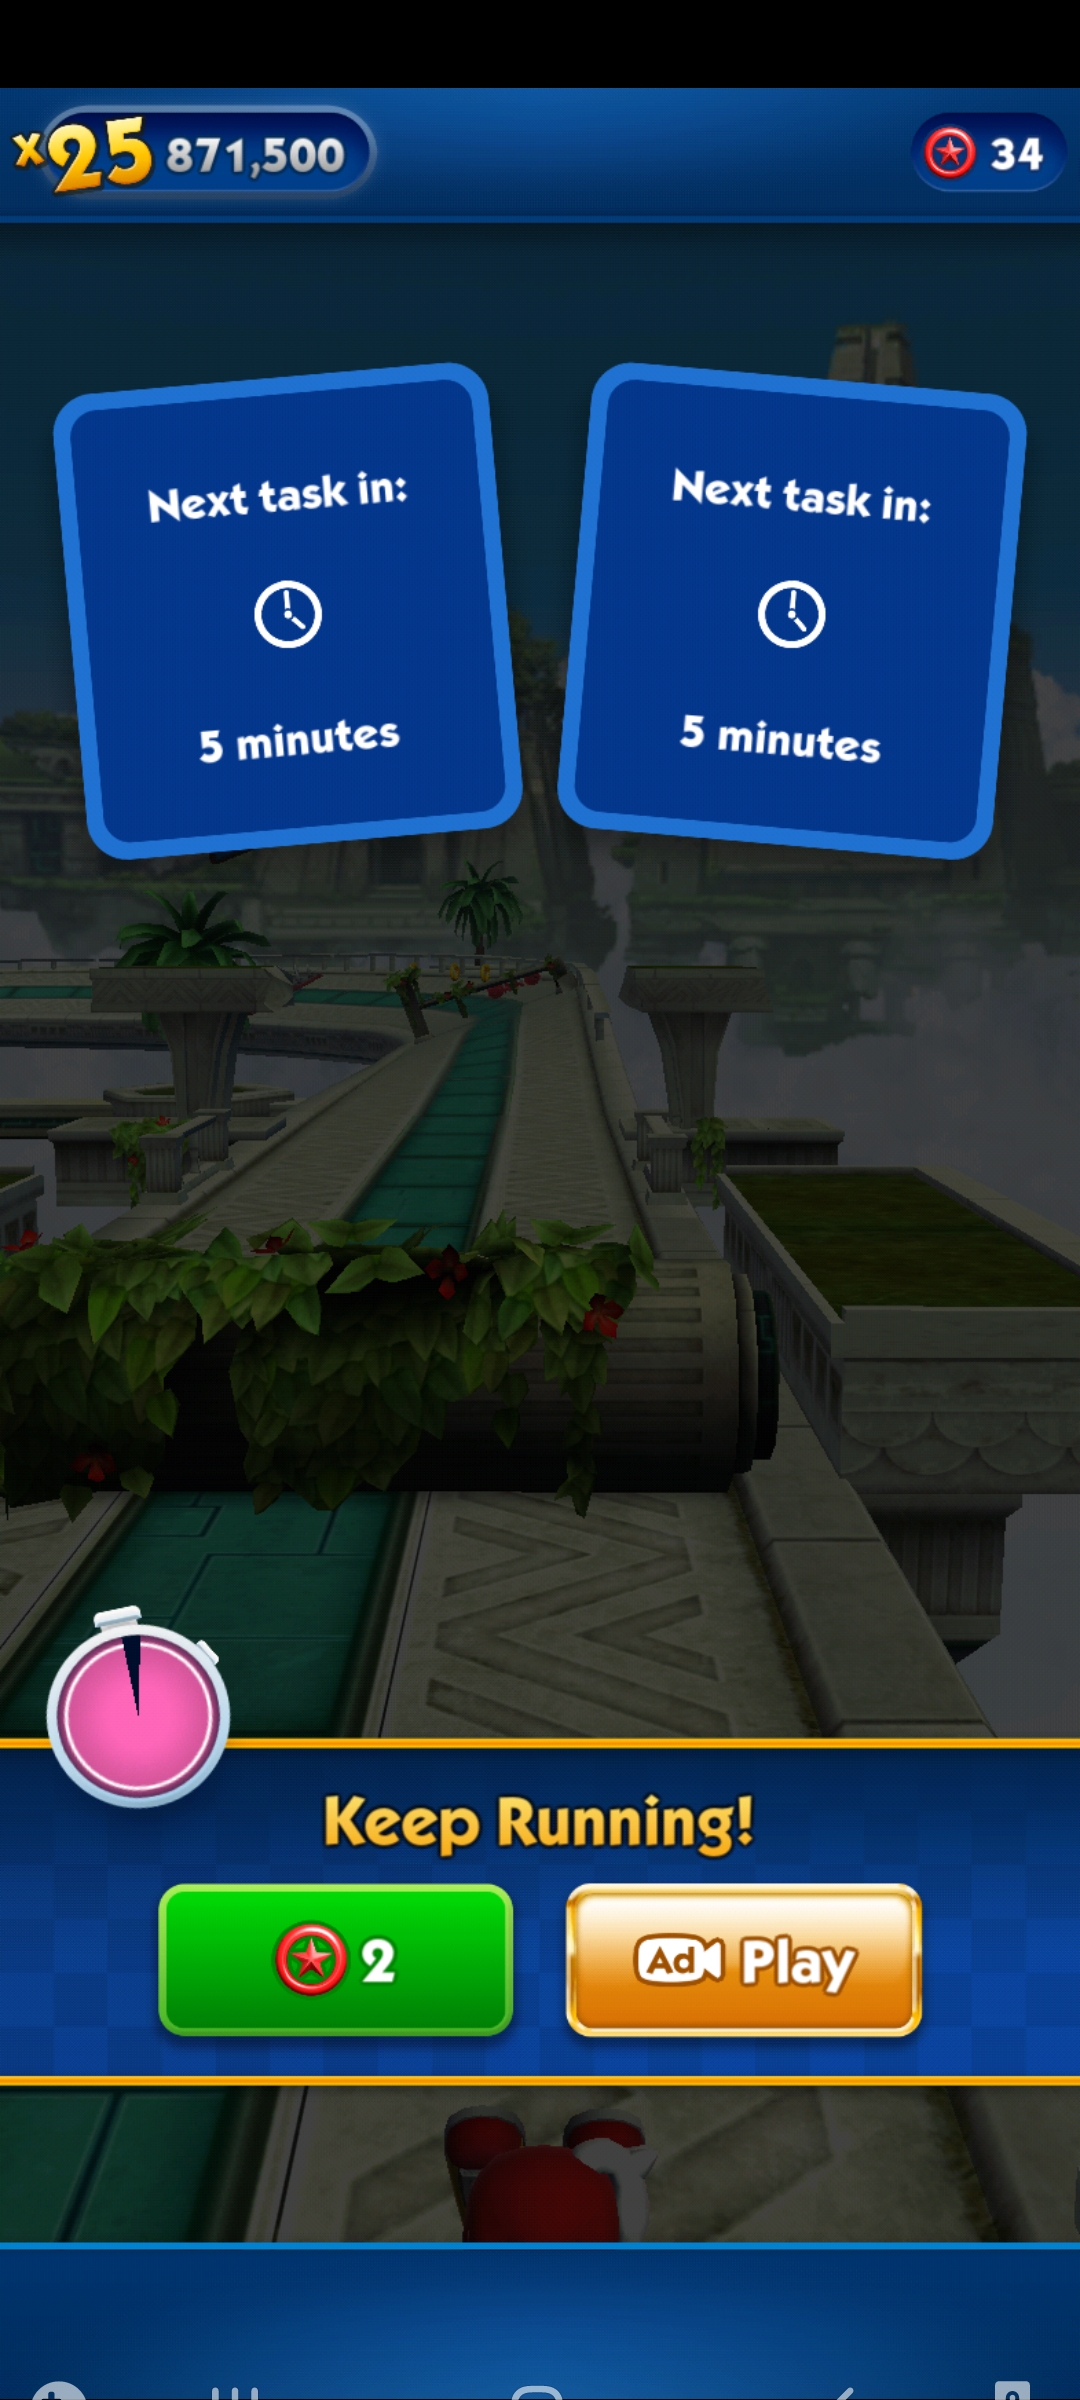 x25 871,500
34
Next task in:
5 minutes
Next task in:
5 minutes
Keep Running!
2
Ad Play